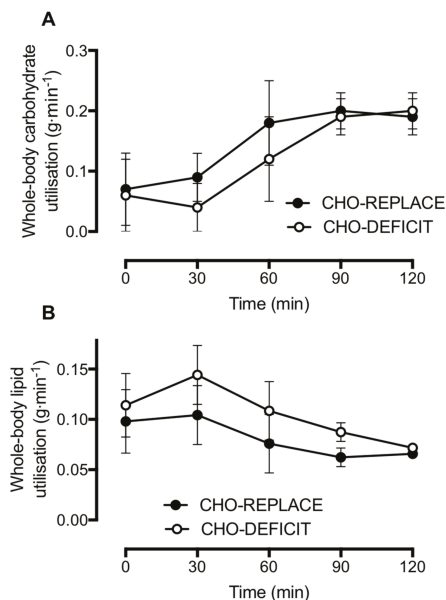 A
Whole-body carbohydrate
utilisation (g·min-1)
0.3
0.2
0.1
0.0
CHO-REPLACE
CHO-DEFICIT
0 30 60 90 120
Time (min)
B
Whole-body lipid
utilisation (g·min-1)
0.15
0.10
0.05
0.00
CHO-REPLACE
CHO-DEFICIT
0 30 60 90 120
Time (min)